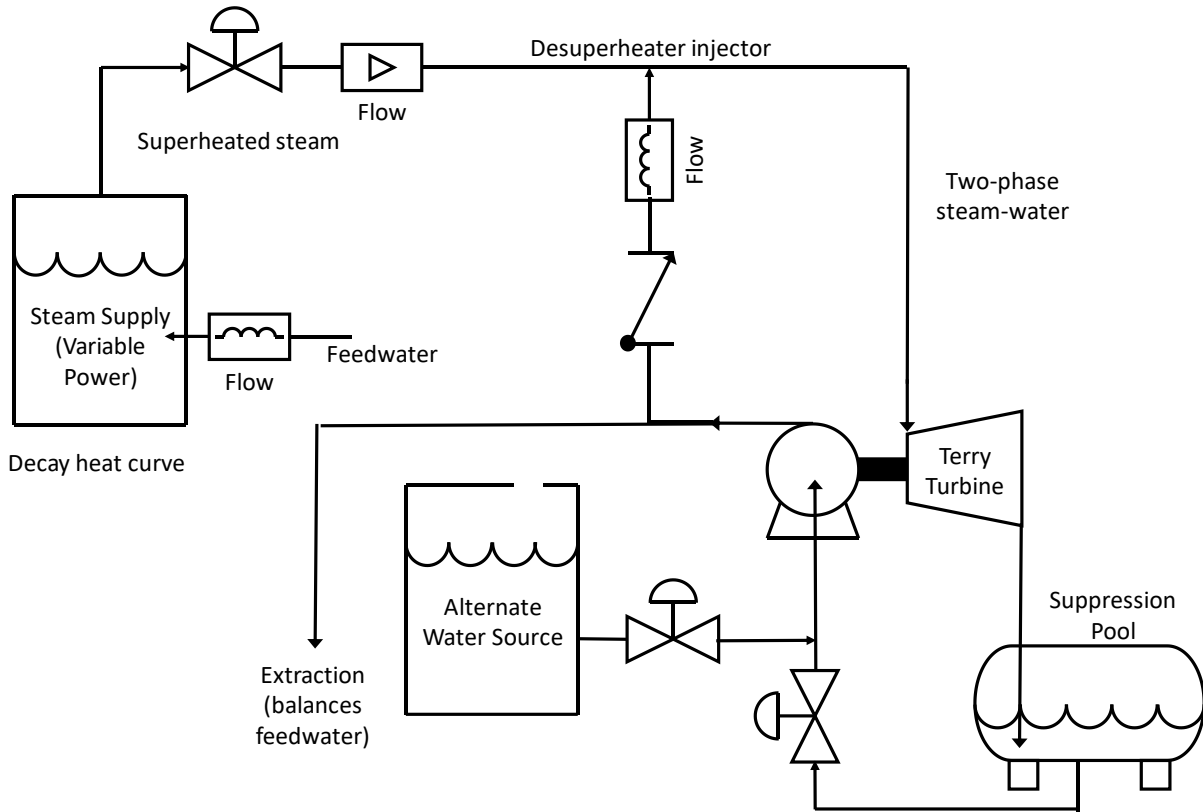 Desuperheater injector
Flow
Superheated steam
Flow
Two-phase
steam-water
Steam Supply
(Variable
Power)
Feedwater
Flow
Decay heat curve
Terry
Turbine
Alternate
Water Source
Suppression
Pool
Extraction
(balances
feedwater)